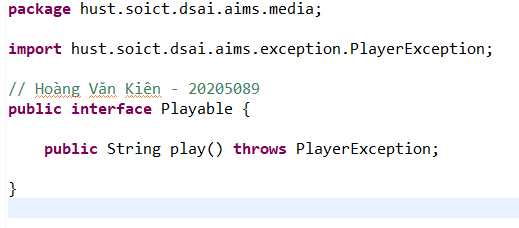 package hust.soict.dsai.aims.media;
import hust.soict.dsai.aims.exception.PlayerException;
// Hoàng Văn Kiên - 20205089
public interface Playable {
public String play() throws PlayerException;
}